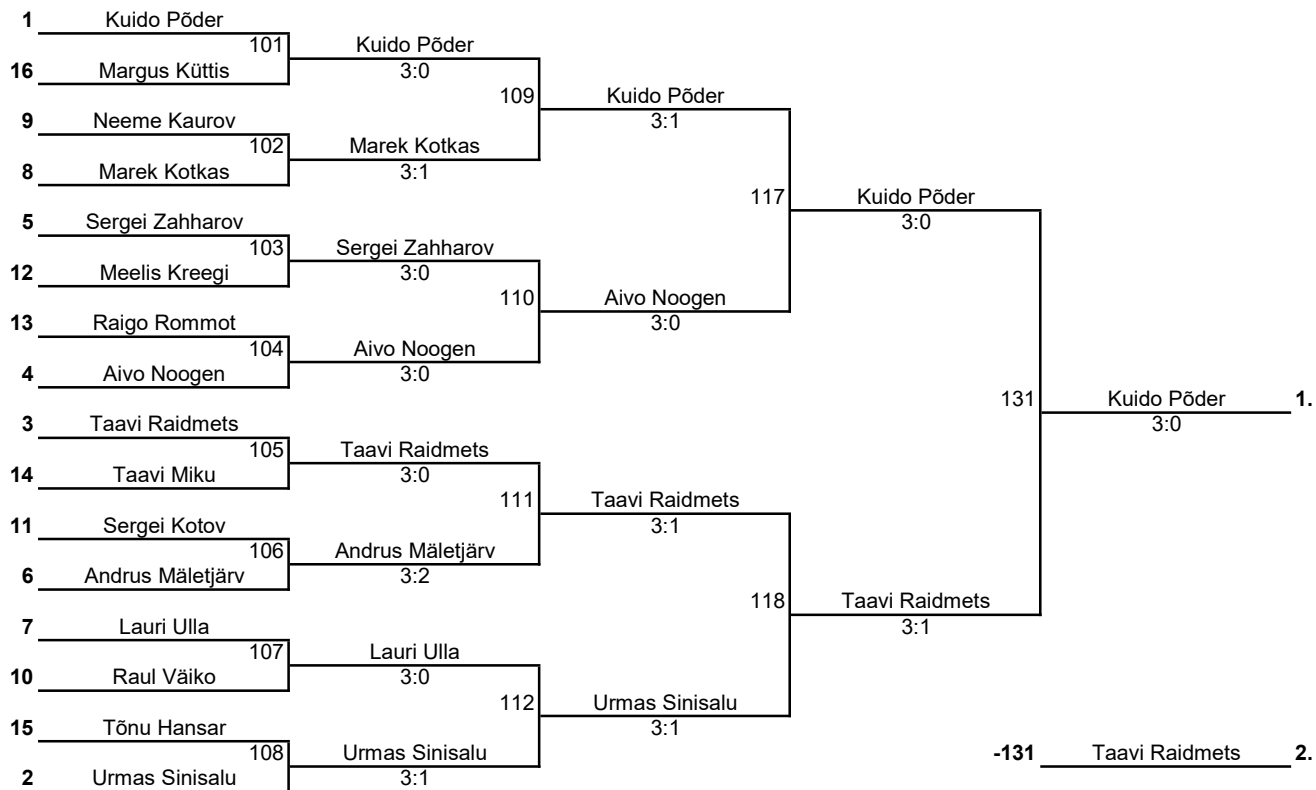 1 Kuido Põder
101 Kuido Põder
16 Margus Küttis 3:0
109 Kuido Põder
9 Neeme Kaurov 3:1
102 Marek Kotkas
8 Marek Kotkas 3:1
117 Kuido Põder
5 Sergei Zahharov 3:0
103 Sergei Zahharov
12 Meelis Kreegi 3:0
110 Aivo Noogen
13 Raigo Rommot 3:0
104 Aivo Noogen
4 Aivo Noogen 3:0
131 Kuido Põder 1.
3 Taavi Raidmets 3:0
105 Taavi Raidmets
14 Taavi Miku 3:0
111 Taavi Raidmets
11 Sergei Kotov 3:1
106 Andrus Mäletjärv
6 Andrus Mäletjärv 3:2
118 Taavi Raidmets
7 Lauri Ulla 3:1
107 Lauri Ulla
10 Raul Väiko 3:0
112 Urmas Sinisalu
15 Tõnu Hansar 3:1
108 Urmas Sinisalu -131 Taavi Raidmets 2.
2 Urmas Sinisalu 3:1